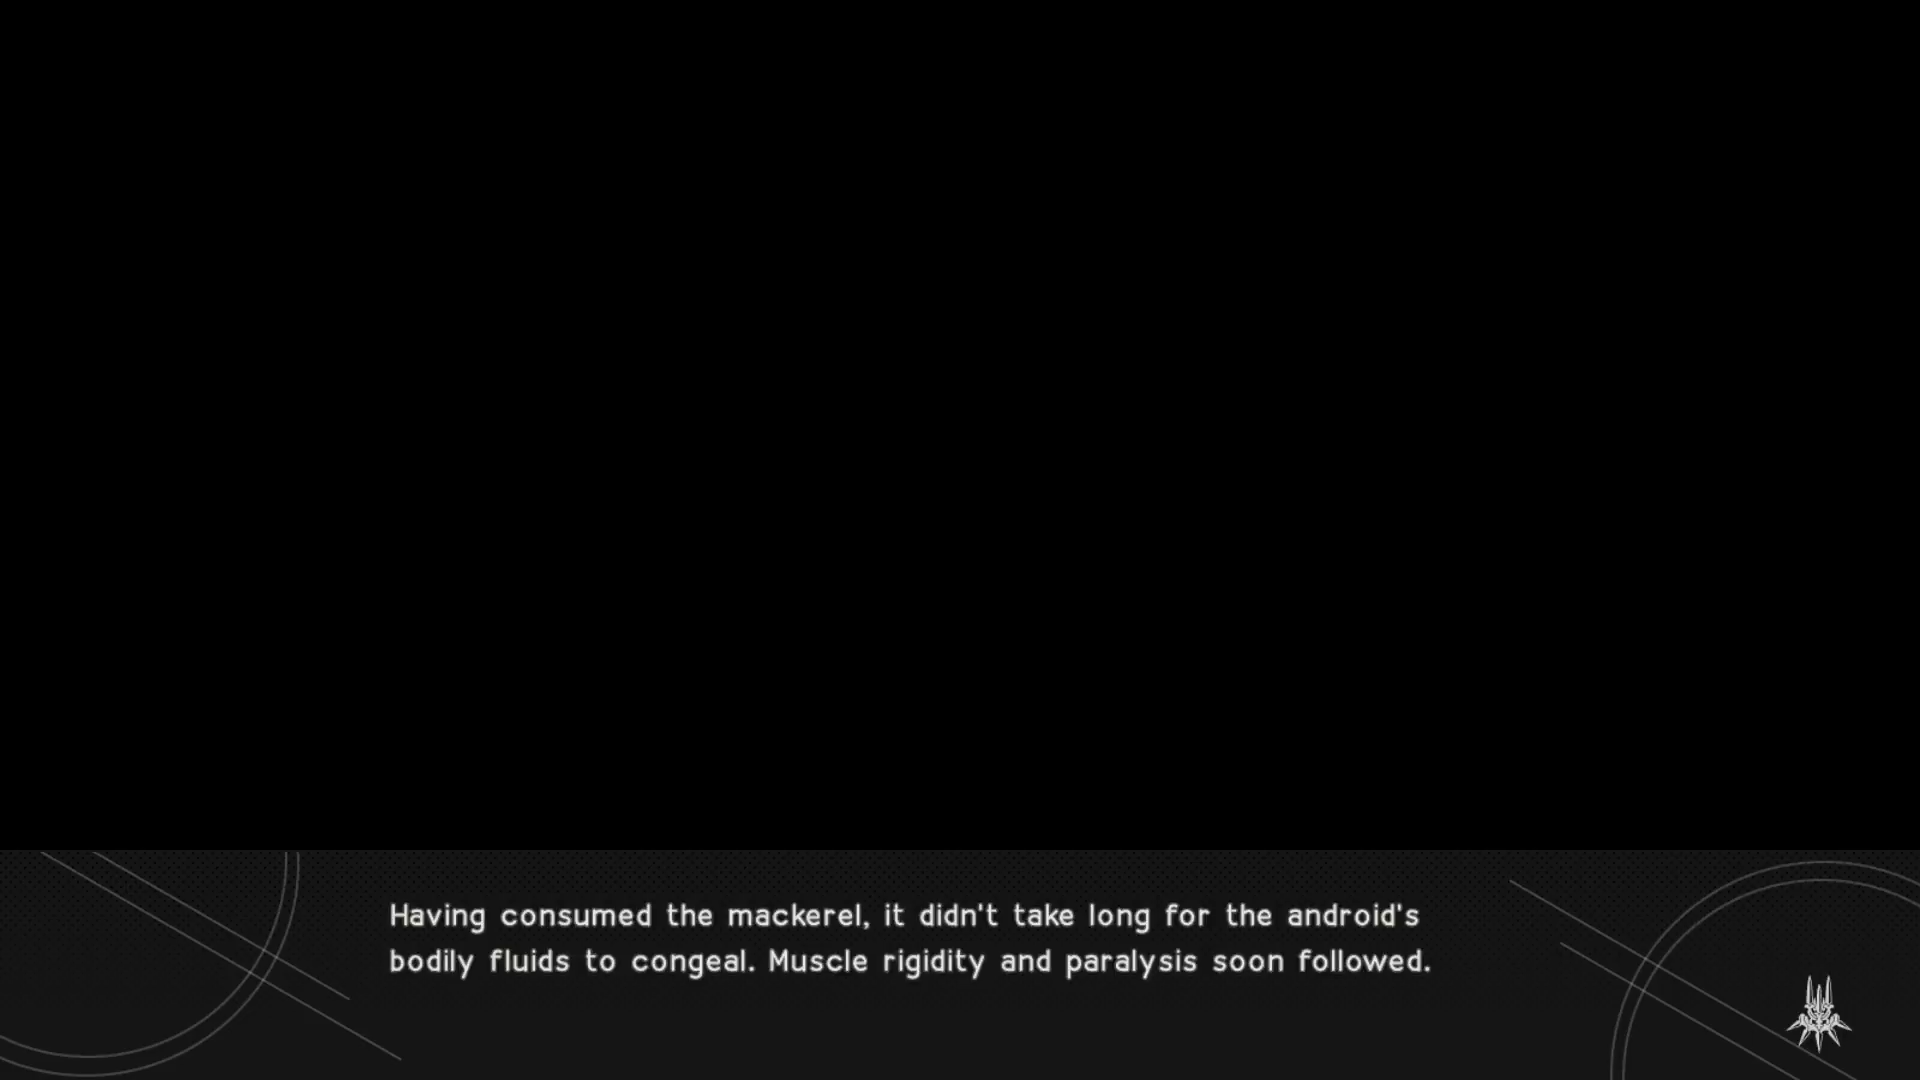 Having consumed the mackerel, it didn't take long for the android's
bodily fluids to congeal. Muscle rigidity and paralysis soon followed.